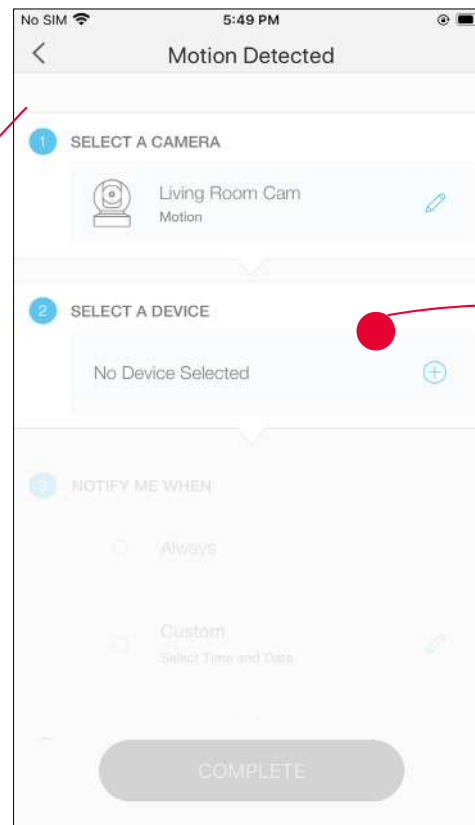 No SIM 5:49 PM
Motion Detected
1 SELECT A CAMERA
Living Room Cam
Motion
2 SELECT A DEVICE
No Device Selected
3 NOTIFY ME WHEN
Always
Custom
Select Time and Date
COMPLETE